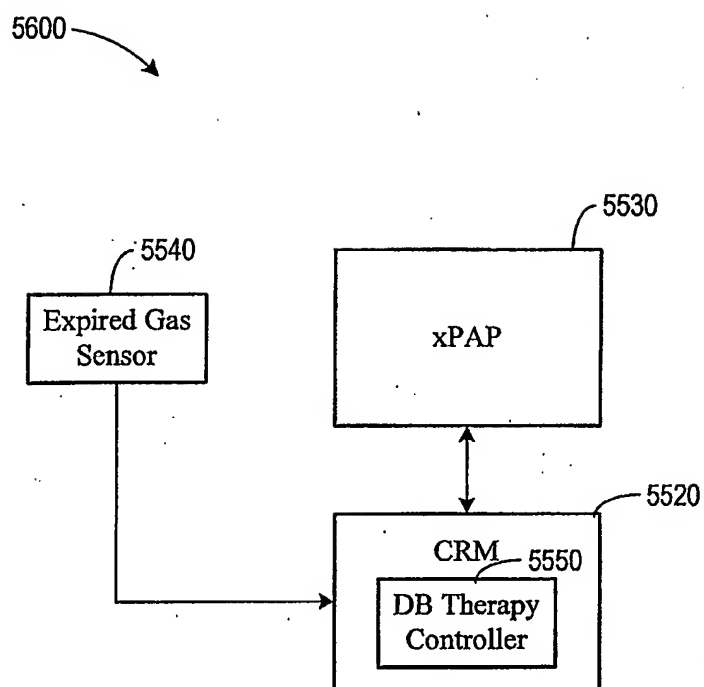 5600
5530
5540
Expired Gas
Sensor
xPAP
5520
CRM
5550
DB Therapy
Controller